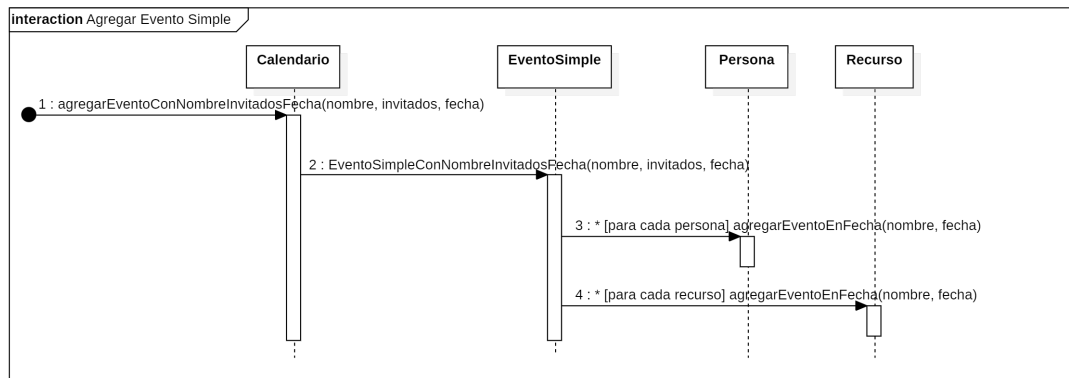 interaction Agregar Evento Simple
Calendario
EventoSimple
Persona
Recurso
1 : agregarEventoConNombreInvitadosFecha(nombre, invitados, fecha)
2 : EventoSimpleConNombreInvitadosFecha(nombre, invitados, fecha)
3 : * [para cada persona] agregarEventoEnFecha(nombre, fecha)
4 : * [para cada recurso] agregarEventoEnFecha(nombre, fecha)